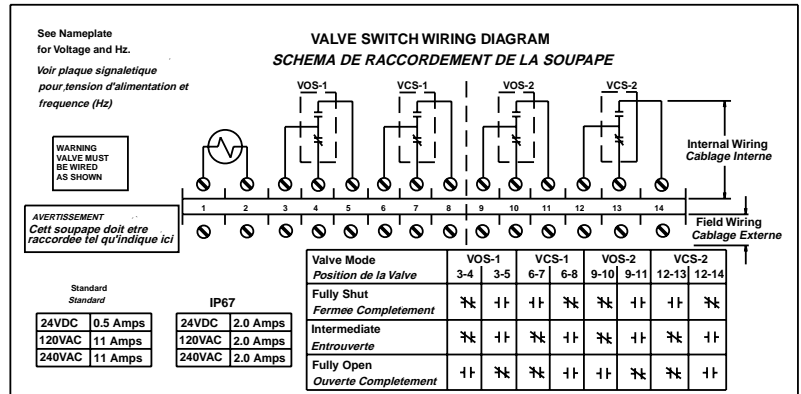 See Nameplate
for Voltage and Hz.
Voir plaque signaletique
pour,tension d'alimentation et
frequence (Hz)
VALVE SWITCH WIRING DIAGRAM
SCHEMA DE RACCORDEMENT DE LA SOUPAPE
VOS-1 VCS-1 VOS-2 VCS-2
WARNING
VALVE MUST
BE WIRED
AS SHOWN
Internal Wiring
Cablage Interne
1 2 3 4 5 6 7 8 9 10 11 12 13 14
AVERTISSEMENT
Cett soupape doit etre
raccordee tel qu'indique ici
Field Wiring
Cablage Externe
Valve Mode VOS-1 VCS-1 VOS-2 VCS-2
Position de la Valve 3-4 3-5 6-7 6-8 9-10 9-11 12-13 12-14
Fully Shut
Fermee Completement
Intermediate
Entrouverte
Fully Open
Ouverte Completement
Standard
Standard
24VDC 0.5 Amps
120VAC 11 Amps
240VAC 11 Amps
IP67
24VDC 2.0 Amps
120VAC 2.0 Amps
240VAC 2.0 Amps